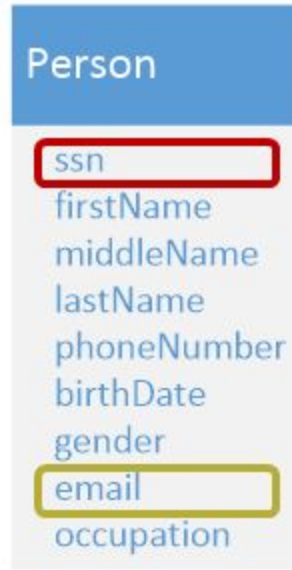 Person
ssn
firstName
middleName
lastName
phoneNumber
birthDate
gender
email
occupation